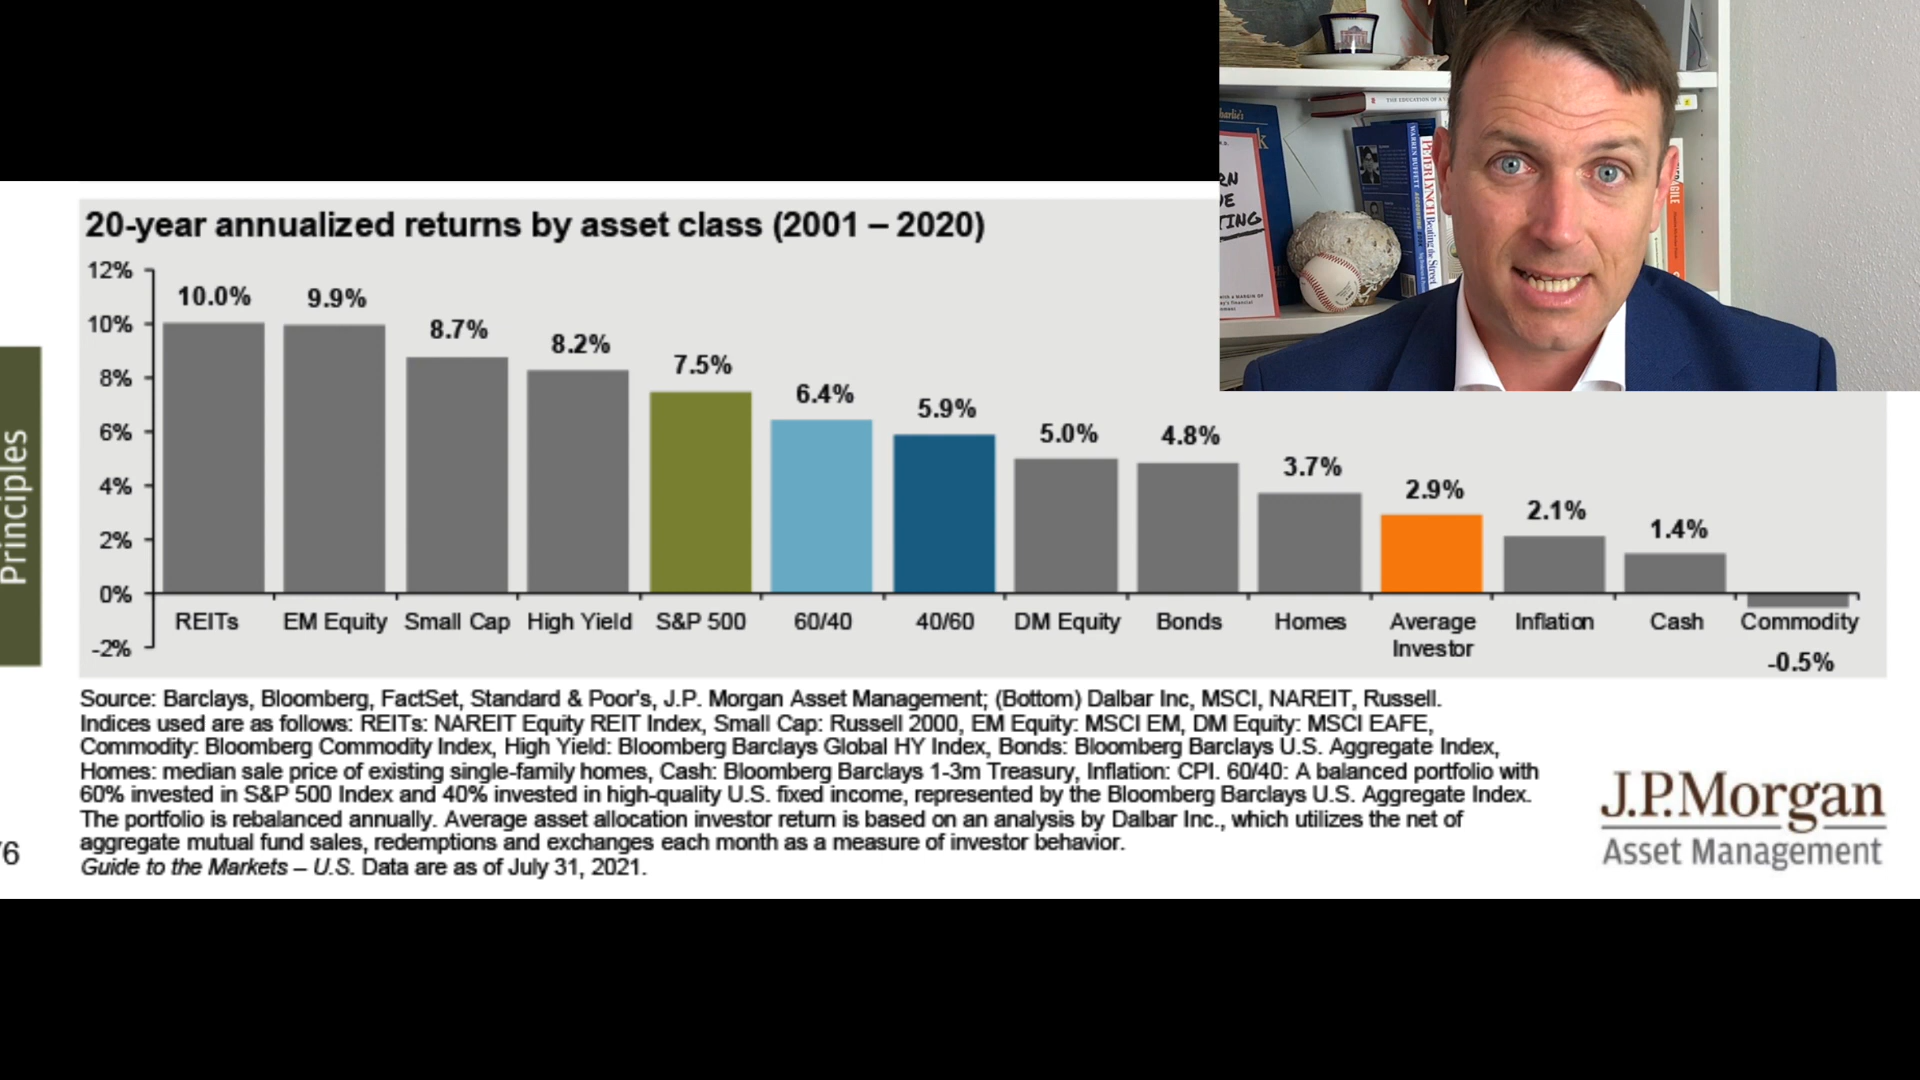 20-year annualized returns by asset class (2001 – 2020)
12%
10%
8%
6%
4%
2%
0%
-2%
10.0%
9.9%
8.7%
8.2%
7.5%
6.4%
5.9%
5.0%
4.8%
3.7%
2.9%
2.1%
1.4%
-0.5%
REITs
EM Equity
Small Cap
High Yield
S&P 500
60/40
40/60
DM Equity
Bonds
Homes
Average
Investor
Inflation
Cash
Commodity
Principles
Source: Barclays, Bloomberg, FactSet, Standard & Poor's, J.P. Morgan Asset Management; (Bottom) Dalbar Inc, MSCI, NAREIT, Russell.
Indices used are as follows: REITs: NAREIT Equity REIT Index, Small Cap: Russell 2000, EM Equity: MSCI EM, DM Equity: MSCI EAFE,
Commodity: Bloomberg Commodity Index, High Yield: Bloomberg Barclays Global HY Index, Bonds: Bloomberg Barclays U.S. Aggregate Index,
Homes: median sale price of existing single-family homes, Cash: Bloomberg Barclays 1-3m Treasury, Inflation: CPI. 60/40: A balanced portfolio with
60% invested in S&P 500 Index and 40% invested in high-quality U.S. fixed income, represented by the Bloomberg Barclays U.S. Aggregate Index.
The portfolio is rebalanced annually. Average asset allocation investor return is based on an analysis by Dalbar Inc., which utilizes the net of
aggregate mutual fund sales, redemptions and exchanges each month as a measure of investor behavior.
Guide to the Markets – U.S. Data are as of July 31, 2021.
J.P.Morgan
Asset Management
THE EDUCATION OF A
WARREN BUFFETT
PETER LYNCH Beating the Street